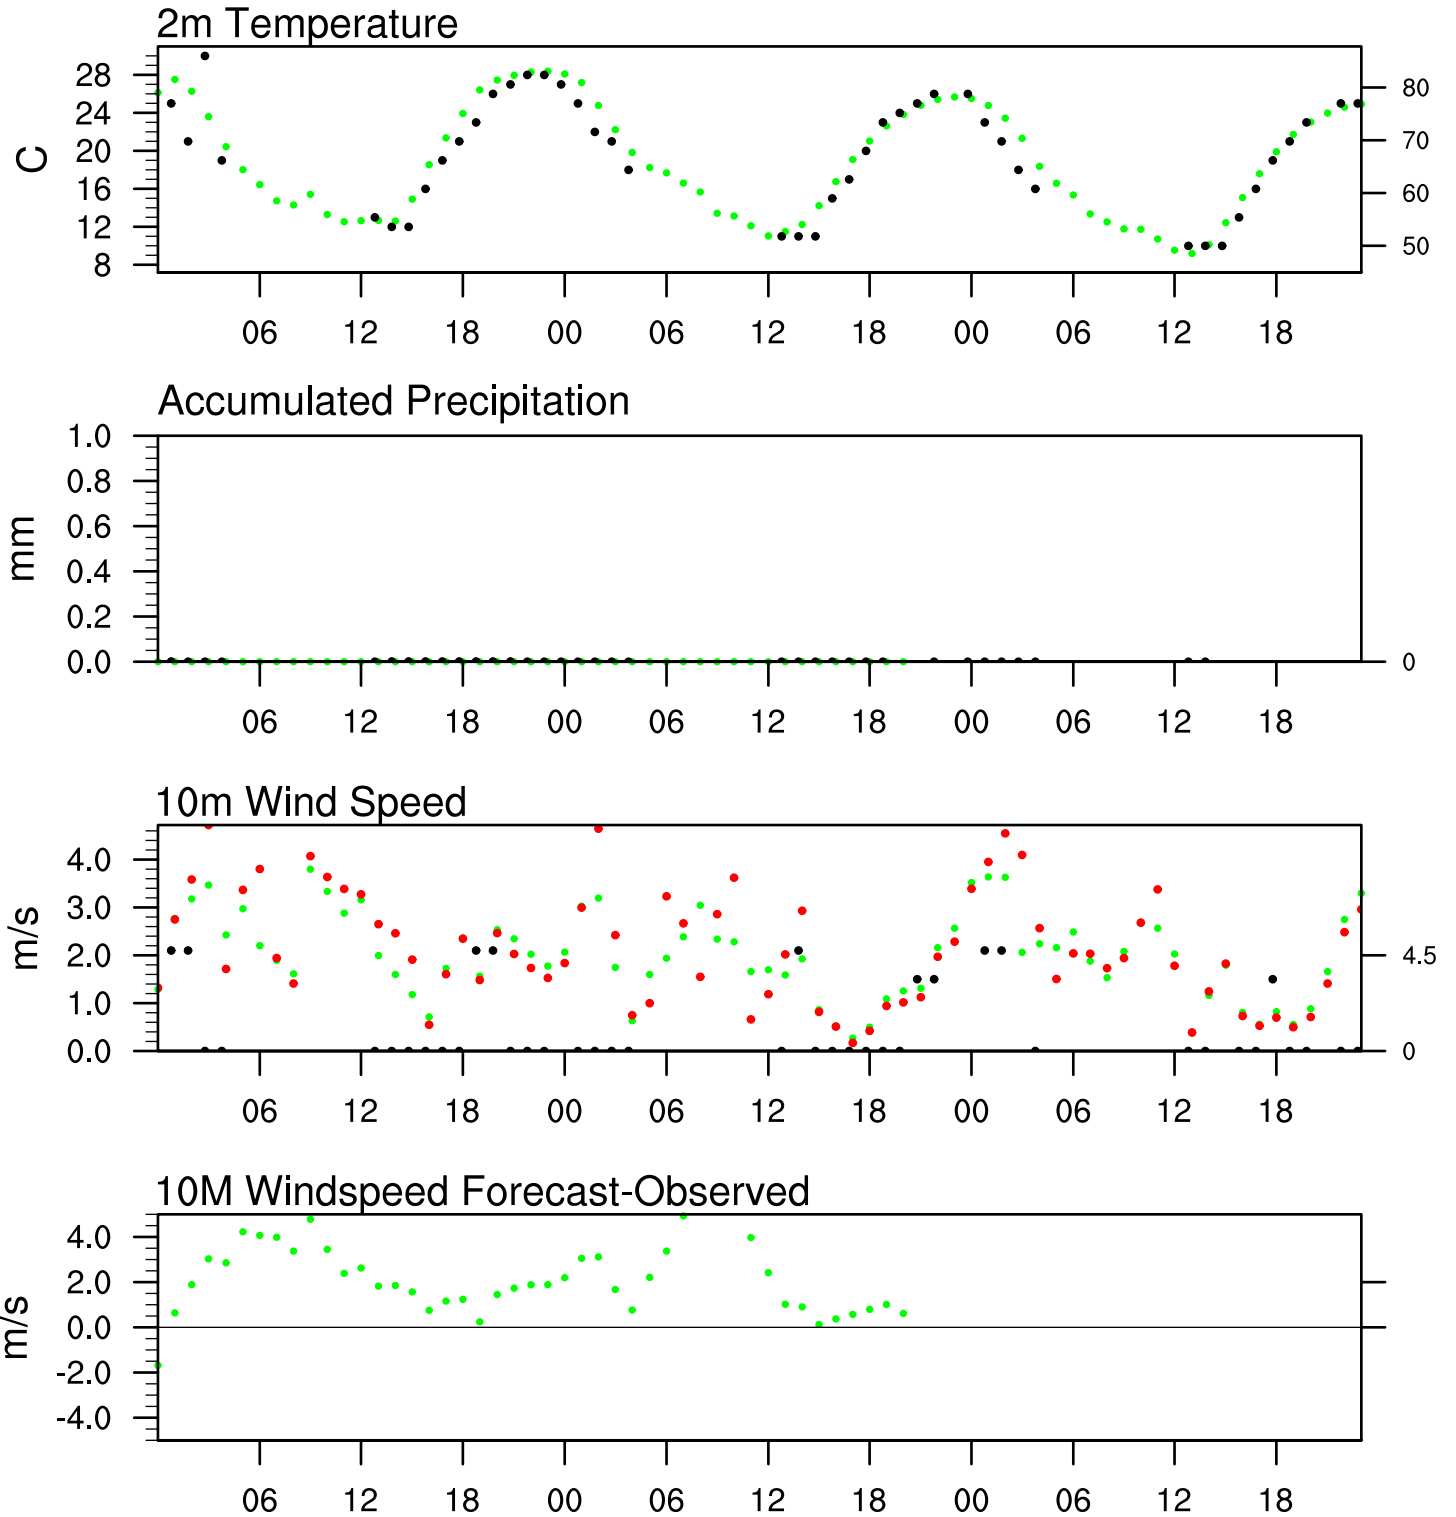 2m Temperature
28
24
20
16
12
8
C
80
70
60
50
06 12 18 00 06 12 18 00 06 12 18
Accumulated Precipitation
1.0
0.8
0.6
0.4
0.2
0.0
mm
0
06 12 18 00 06 12 18 00 06 12 18
10m Wind Speed
4.0
3.0
2.0
1.0
0.0
m/s
4.5
0
06 12 18 00 06 12 18 00 06 12 18
10M Windspeed Forecast-Observed
4.0
2.0
0.0
-2.0
-4.0
m/s
06 12 18 00 06 12 18 00 06 12 18